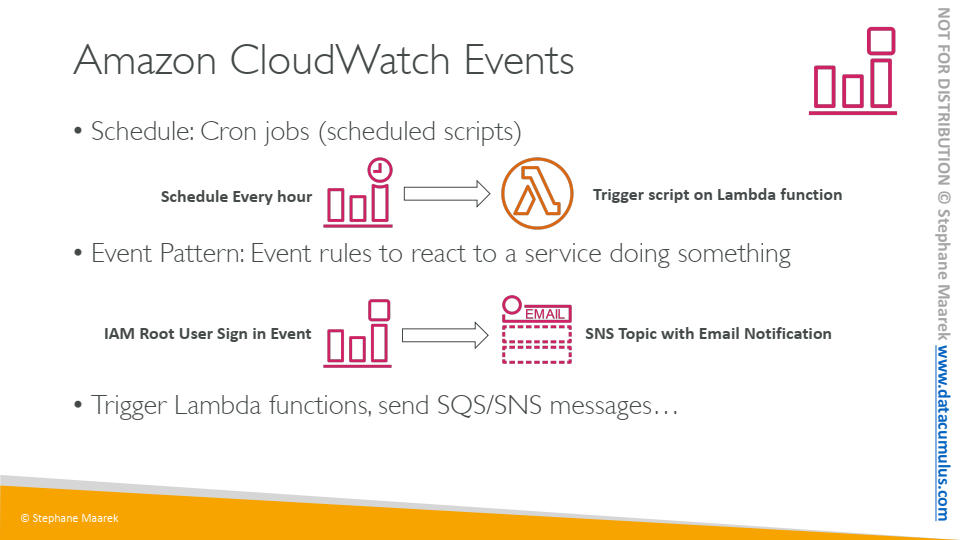 Amazon CloudWatch Events
• Schedule: Cron jobs (scheduled scripts)
Schedule Every hour
Trigger script on Lambda function
• Event Pattern: Event rules to react to a service doing something
IAM Root User Sign in Event
EMAIL
SNS Topic with Email Notification
• Trigger Lambda functions, send SQS/SNS messages…
© Stephane Maarek
NOT FOR DISTRIBUTION © Stephane Maarek www.datacumulus.com